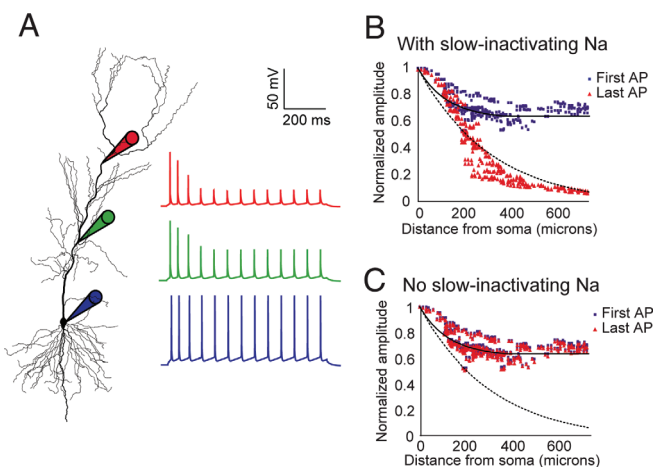 A
50 mV
200 ms
B
With slow-inactivating Na
Normalized amplitude
1
0.8
0.6
0.4
0.2
0
First AP
Last AP
0 200 400 600
Distance from soma (microns)
C
No slow-inactivating Na
Normalized amplitude
1
0.8
0.6
0.4
0.2
0
First AP
Last AP
0 200 400 600
Distance from soma (microns)